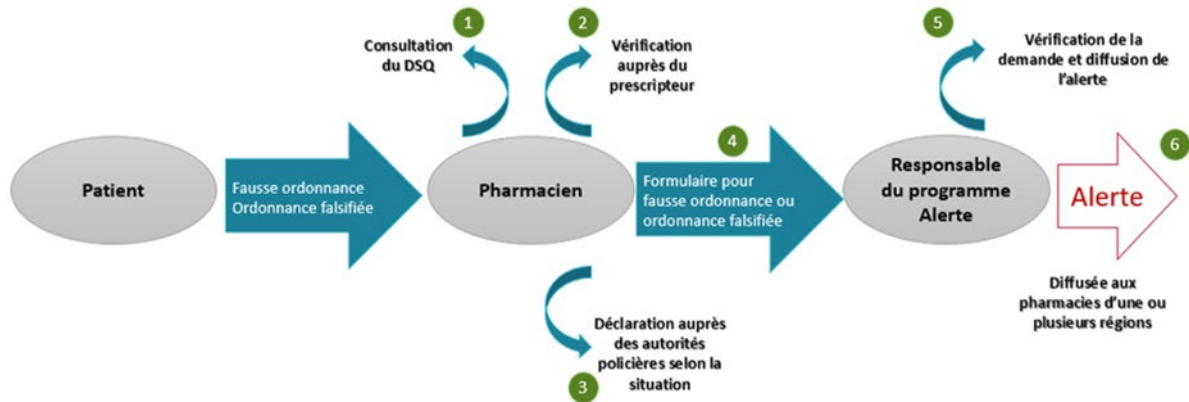 1
Consultation
du DSQ
2
Vérification
auprès du
prescripteur
5
Vérification de la
demande et diffusion de
l'alerte
Patient
Fausse ordonnance
Ordonnance falsifiée
Pharmacien
4
Formulaire pour
fausse ordonnance ou
ordonnance falsifiée
Responsable
du programme
Alerte
6
Alerte
Diffusée aux
pharmacies d'une ou
plusieurs régions
Déclaration auprès
des autorités
policières selon la
situation
3